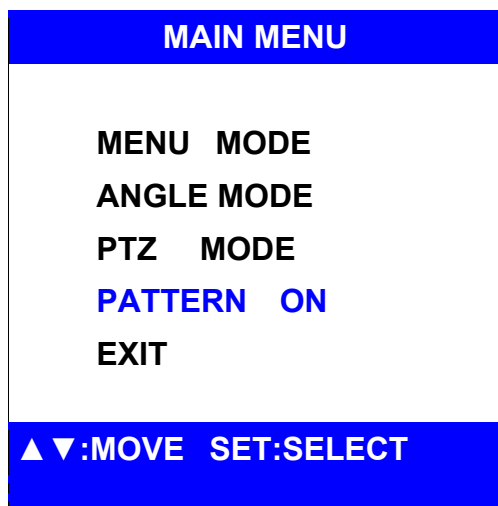 MAIN MENU
MENU MODE
ANGLE MODE
PTZ MODE
PATTERN ON
EXIT
▲▼:MOVE SET:SELECT